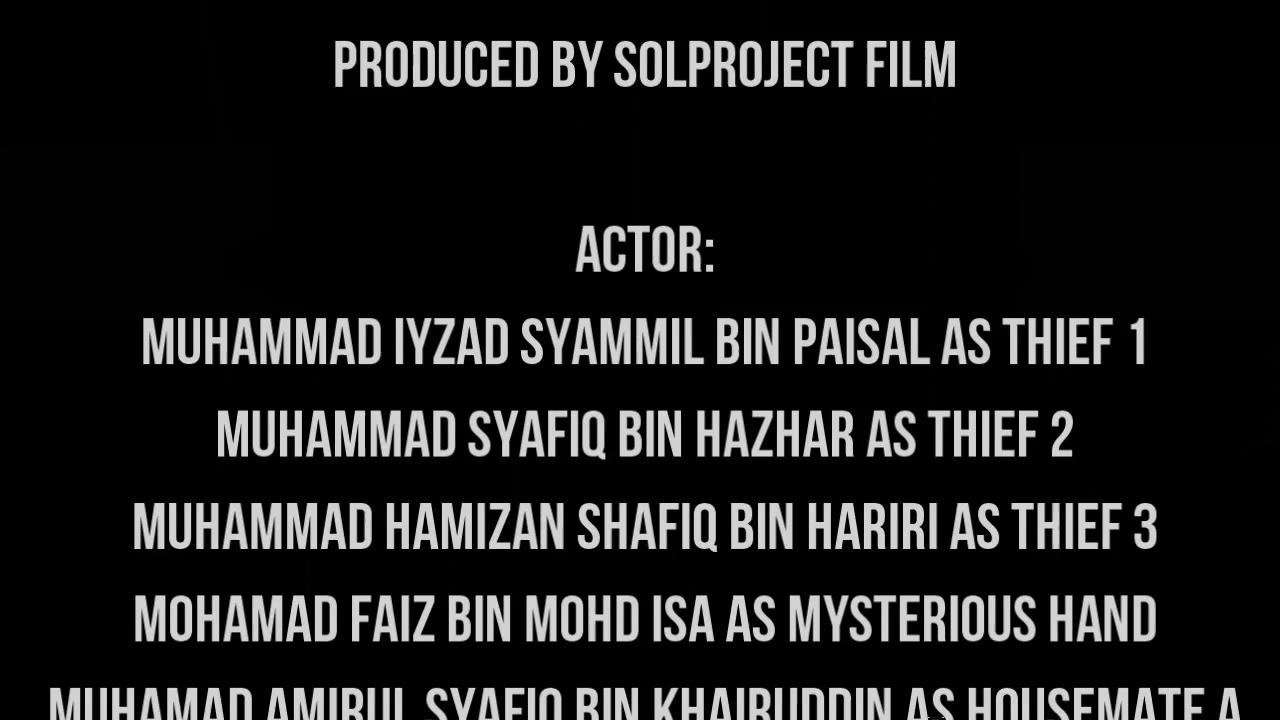 PRODUCED BY SOLPROJECT FILM
ACTOR:
MUHAMMAD IYZAD SYAMMIL BIN PAISAL AS THIEF 1
MUHAMMAD SYAFIQ BIN HAZHAR AS THIEF 2
MUHAMMAD HAMIZAN SHAFIQ BIN HARIRI AS THIEF 3
MOHAMAD FAIZ BIN MOHD ISA AS MYSTERIOUS HAND
MUHAMAD AMIRUL SYAFIQ BIN KHAIRUDDIN AS HOUSEMATE A